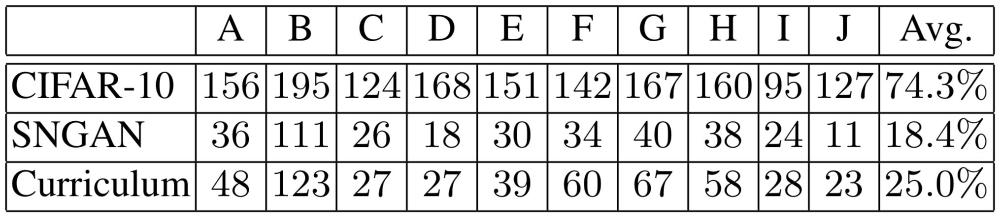 A B C D E F G H I J Avg.
CIFAR-10 156 195 124 168 151 142 167 160 95 127 74.3%
SNGAN 36 111 26 18 30 34 40 38 24 11 18.4%
Curriculum 48 123 27 27 39 60 67 58 28 23 25.0%